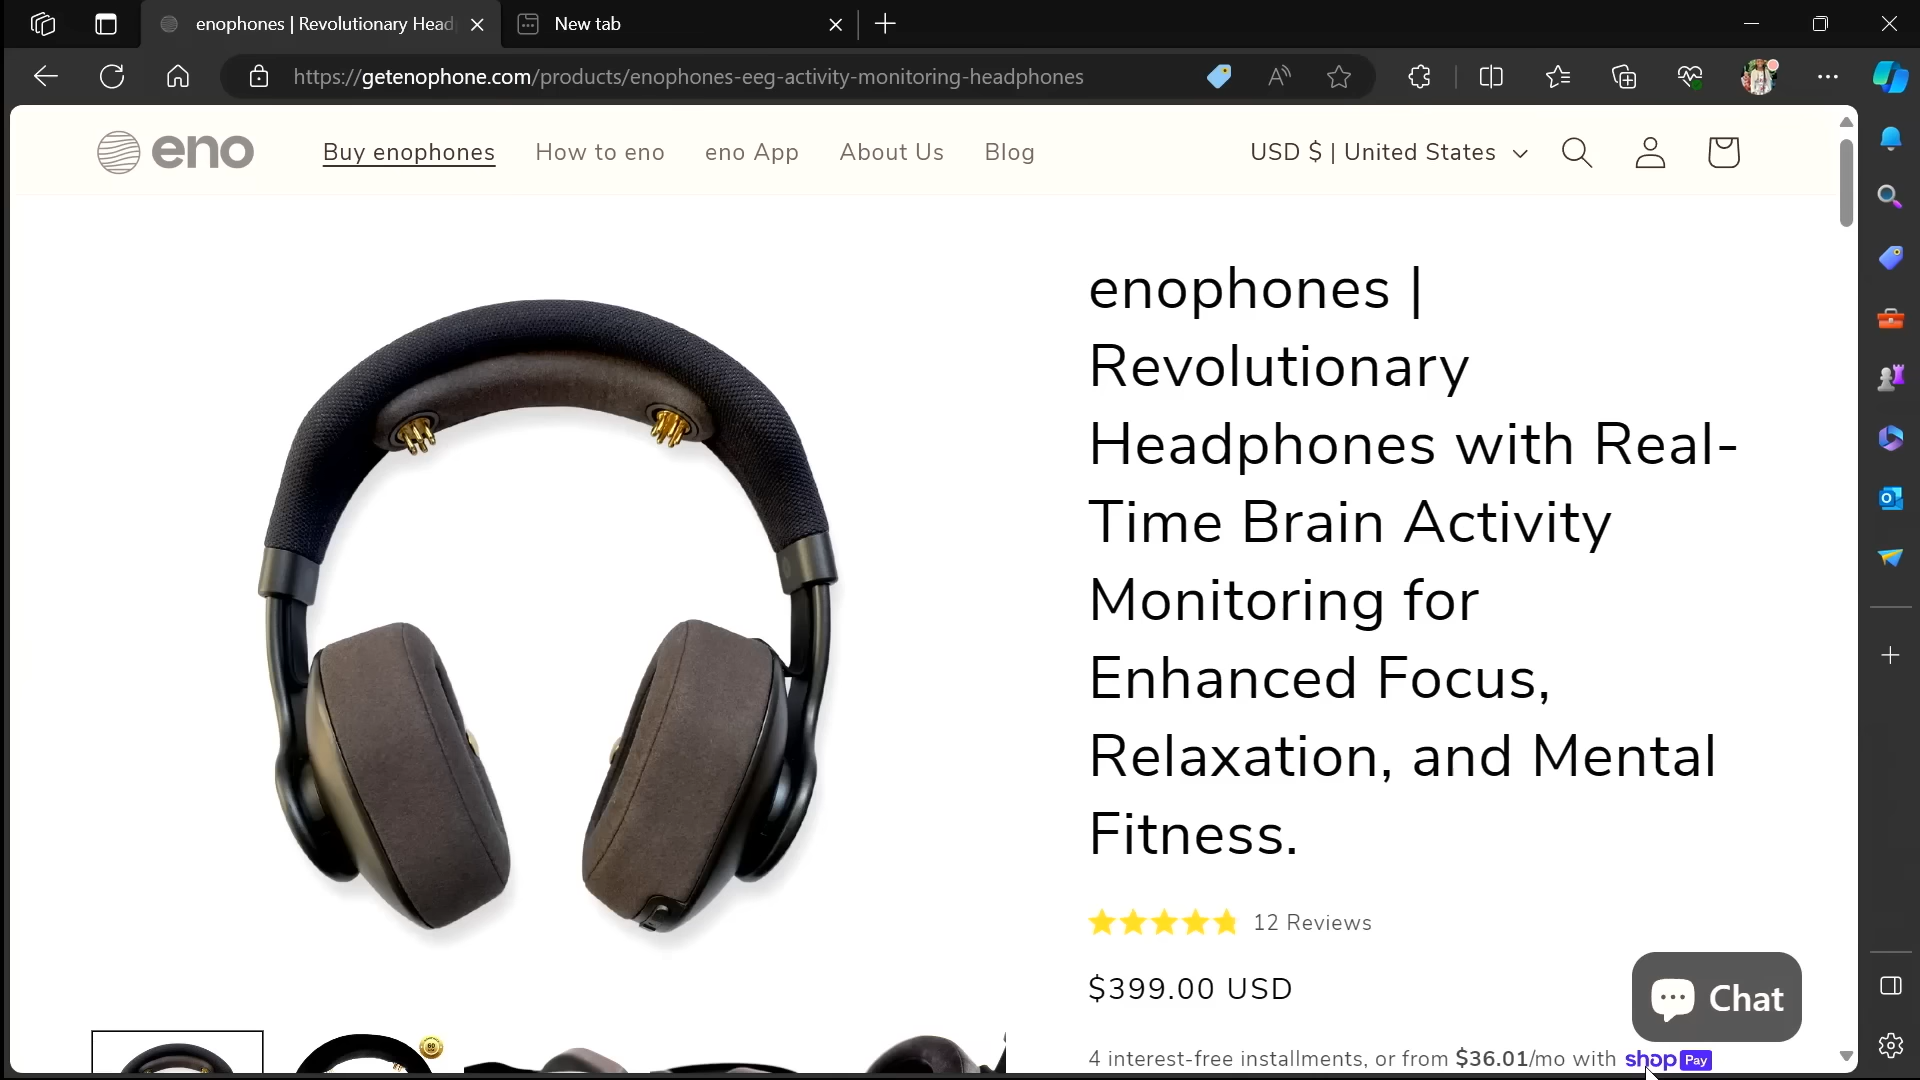 enophones | Revolutionary Head
New tab
https://getenophone.com/products/enophones-eeg-activity-monitoring-headphones
eno
Buy enophones
How to eno
eno App
About Us
Blog
USD $ | United States
enophones |
Revolutionary
Headphones with Real-
Time Brain Activity
Monitoring for
Enhanced Focus,
Relaxation, and Mental
Fitness.
12 Reviews
$399.00 USD
Chat
4 interest-free installments, or from $36.01/mo with shop Pay